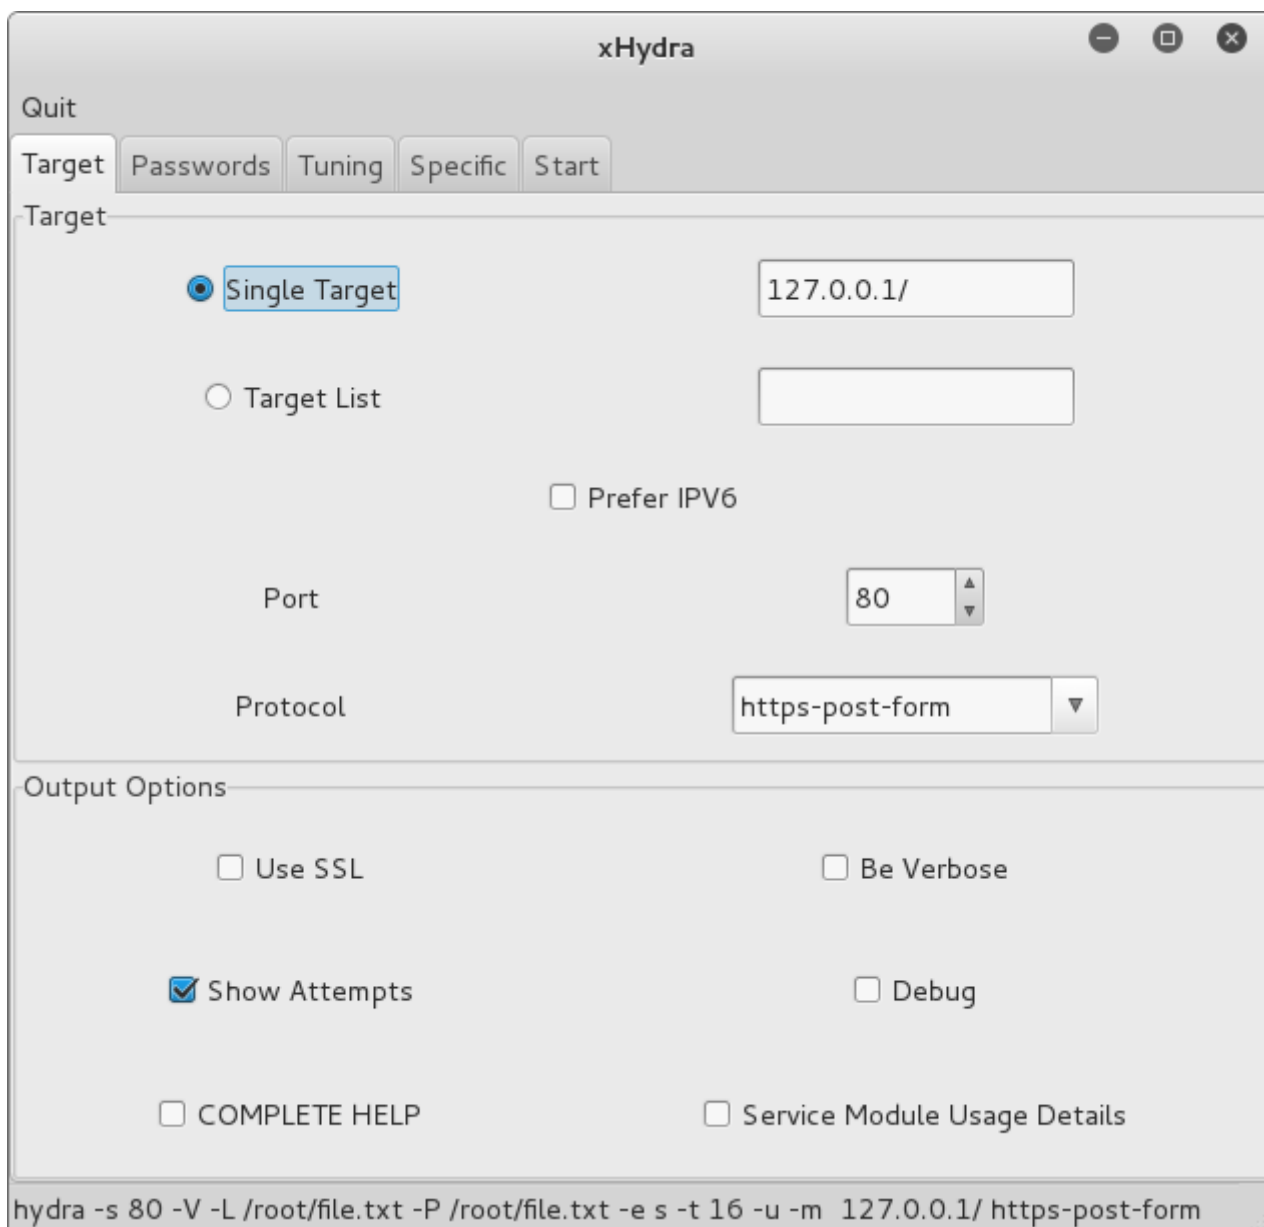 xHydra
Quit
Target Passwords Tuning Specific Start
Target
Single Target 127.0.0.1/
Target List
Prefer IPV6
Port 80
Protocol https-post-form
Output Options
Use SSL Be Verbose
Show Attempts Debug
COMPLETE HELP Service Module Usage Details
hydra -s 80 -V -L /root/file.txt -P /root/file.txt -e s -t 16 -u -m  127.0.0.1/ https-post-form